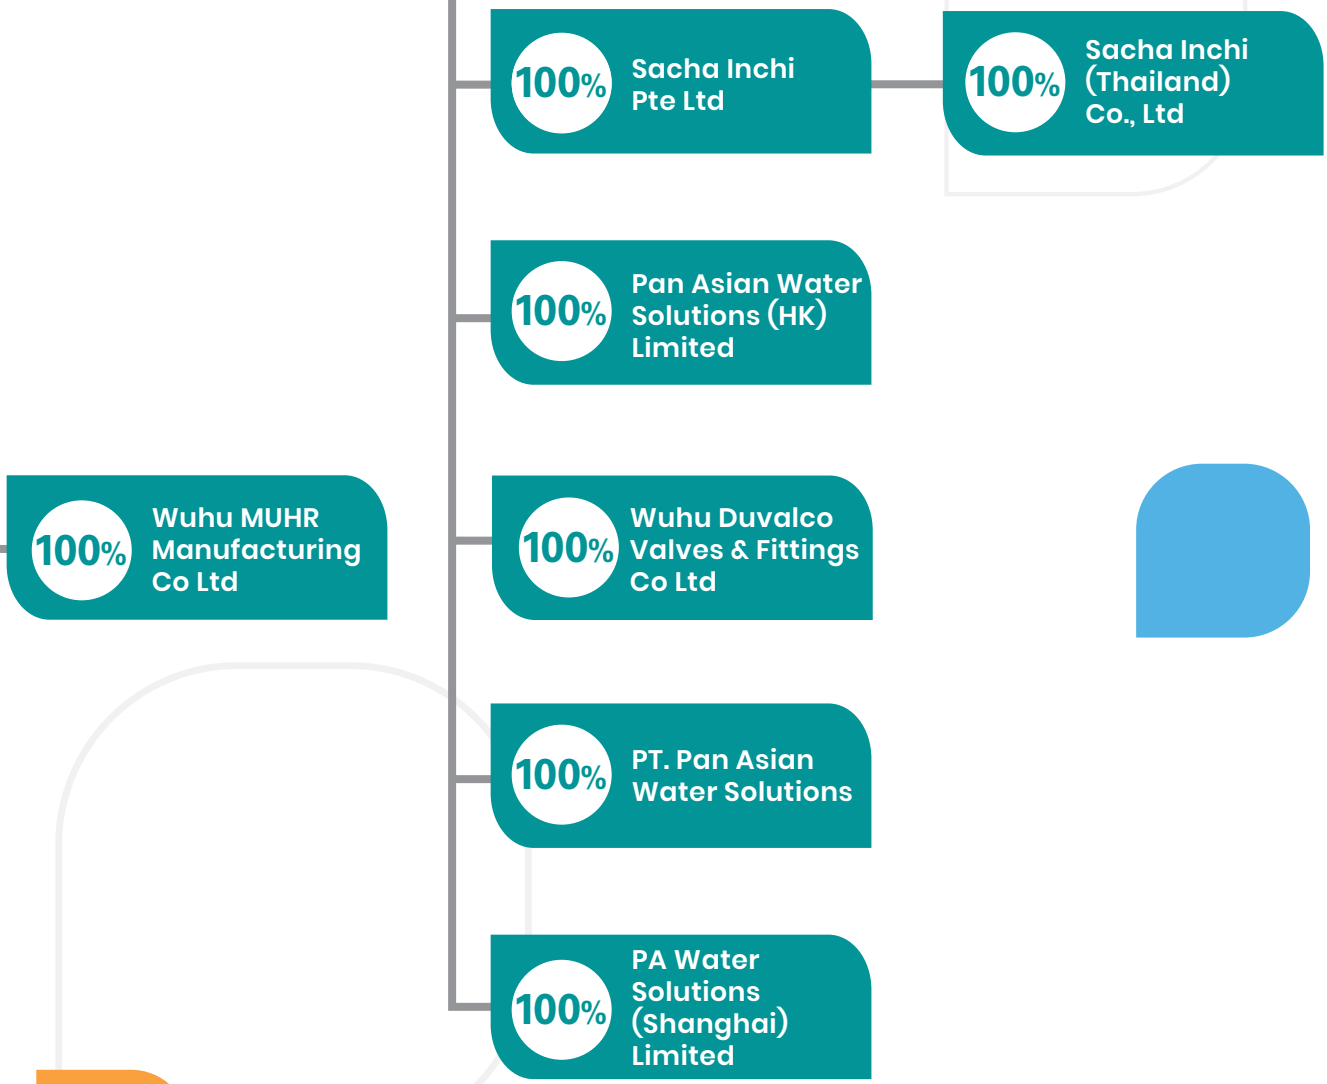 100%
Sacha Inchi
Pte Ltd
100%
Sacha Inchi
(Thailand)
Co., Ltd
100%
Pan Asian Water
Solutions (HK)
Limited
100%
Wuhu MUHR
Manufacturing
Co Ltd
100%
Wuhu Duvalco
Valves & Fittings
Co Ltd
100%
PT. Pan Asian
Water Solutions
100%
PA Water
Solutions
(Shanghai)
Limited